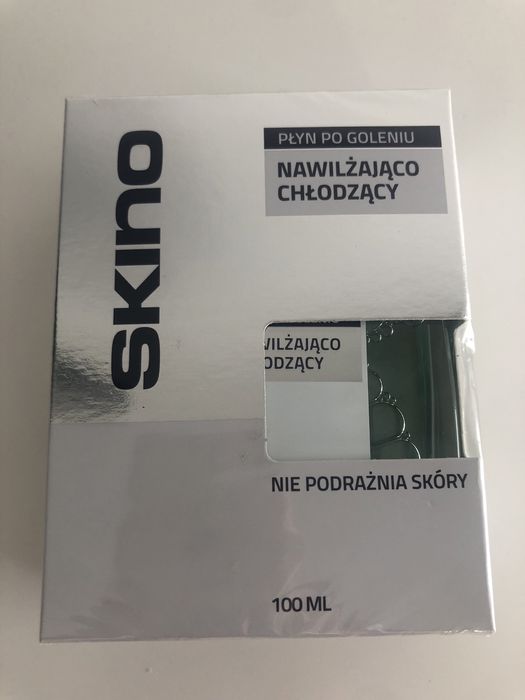 SKINO
PŁYN PO GOLENIU
NAWILŻAJĄCO
CHŁODZĄCY
WILŻAJĄCO
ODZĄCY
NIE PODRAŻNIA SKÓRY
100 ML